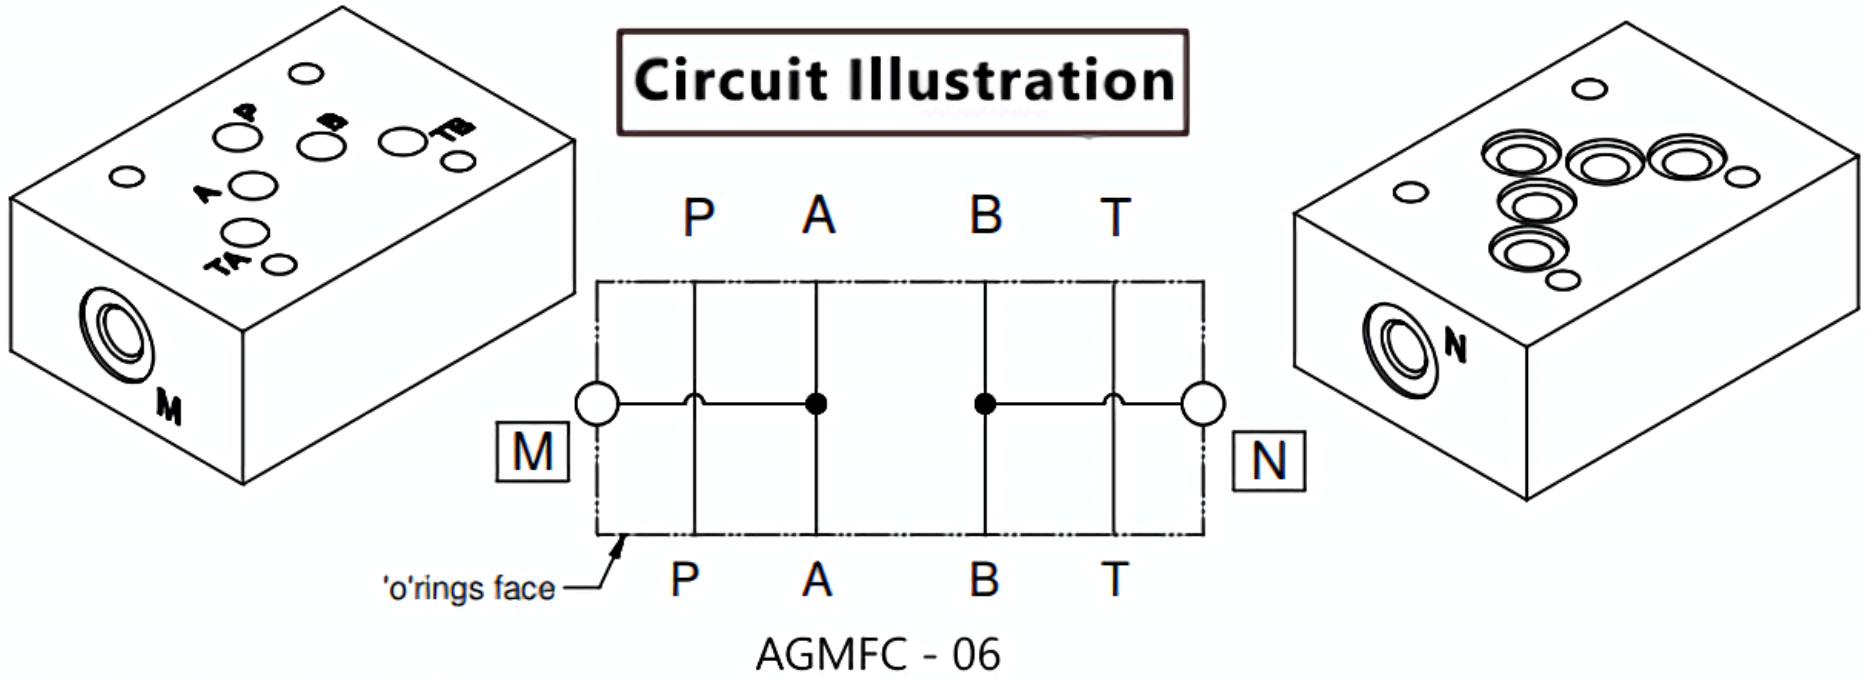 Circuit Illustration
P
B
TB
A
TA
M
P A B T
M
N
N
'o'rings face
P A B T
AGMFC - 06